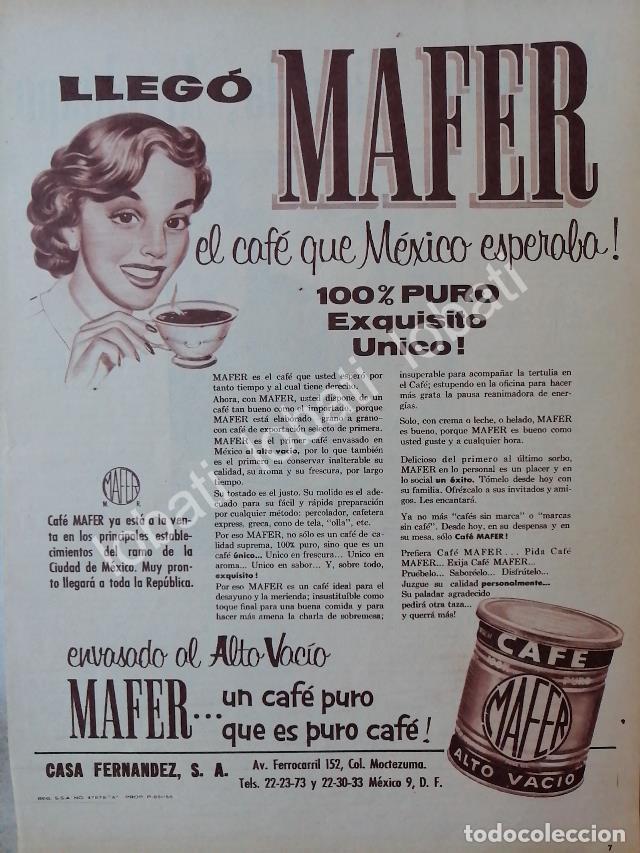 LLEGÓ MAFER
el café que México esperaba!
100% PURO
Exquisito
Unico!
MAFER es el café que usted esperó por
tanto tiempo y al cual tiene derecho.
Ahora, con MAFER, usted dispone de un
café tan bueno como el importado, porque
MAFER está elaborado -grano a grano-
con café de exportación selecto de primera.
MAFER es el primer café envasado en
México al alto vacío, por lo que también
es el primero en conservar inalterable su
calidad, su aroma y su frescura, por largo
tiempo.
Su tostado es el justo. Su molido es el ade-
cuado para su fácil y rápida preparación
por cualquier método: percolador, cafetera
express, greca, cono de tela, "olla", etc.
Por eso MAFER, no sólo es un café de ca-
lidad suprema, 100% puro, sino que es un
café único... Unico en frescura... Unico en
aroma... Unico en sabor... Y, sobre todo,
exquisito!
Por eso MAFER es un café ideal para el
desayuno y la merienda; insustituible como
toque final para una buena comida y para
hacer más amena la charla de sobremesa;
insuperable para acompañar la tertulia en
el Café; estupendo en la oficina para hacer
más grata la pausa reanimadora de ener-
gías.
Solo, con crema o leche, o helado, MAFER
es bueno, porque MAFER es bueno como
usted guste y a cualquier hora.
Delicioso del primero al último sorbo,
MAFER en lo personal es un placer y en
lo social un éxito. Tómelo desde hoy con
su familia. Ofrézcalo a sus invitados y ami-
gos. Les encantará.
Ya no más "cafés sin marca" o "marcas
sin café". Desde hoy, en su despensa y en
su mesa, sólo Café MAFER!
Prefiera Café MAFER... Pida Café
MAFER... Exija Café MAFER...
Pruébelo... Saboréelo... Disfrútelo...
Juzgue su calidad personalmente...
Su paladar agradecido
pedirá otra taza...
y querrá más!
MAFER
M. R.
Café MAFER ya está a la ven-
ta en los principales estable-
cimientos del ramo de la
Ciudad de México. Muy pron-
to llegará a toda la República.
envasado al Alto Vacío
MAFER... un café puro
que es puro café!
CAFE
PURO
MAFER
ALTO VACIO
CASA FERNANDEZ, S. A.
Av. Ferrocarril 152, Col. Moctezuma.
Tels. 22-23-73 y 22-30-33 México 9, D. F.
7
lobati lobati lobati
todocoleccion